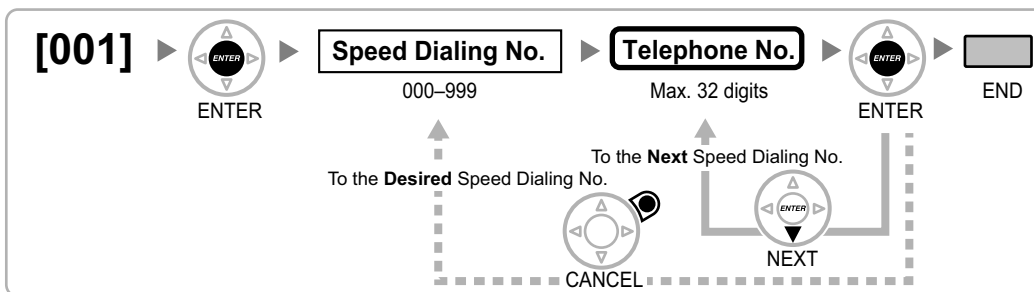 [001]
ENTER
ENTER
Speed Dialing No.
000–999
Telephone No.
Max. 32 digits
ENTER
ENTER
END
To the Next Speed Dialing No.
To the Desired Speed Dialing No.
ENTER
NEXT
CANCEL